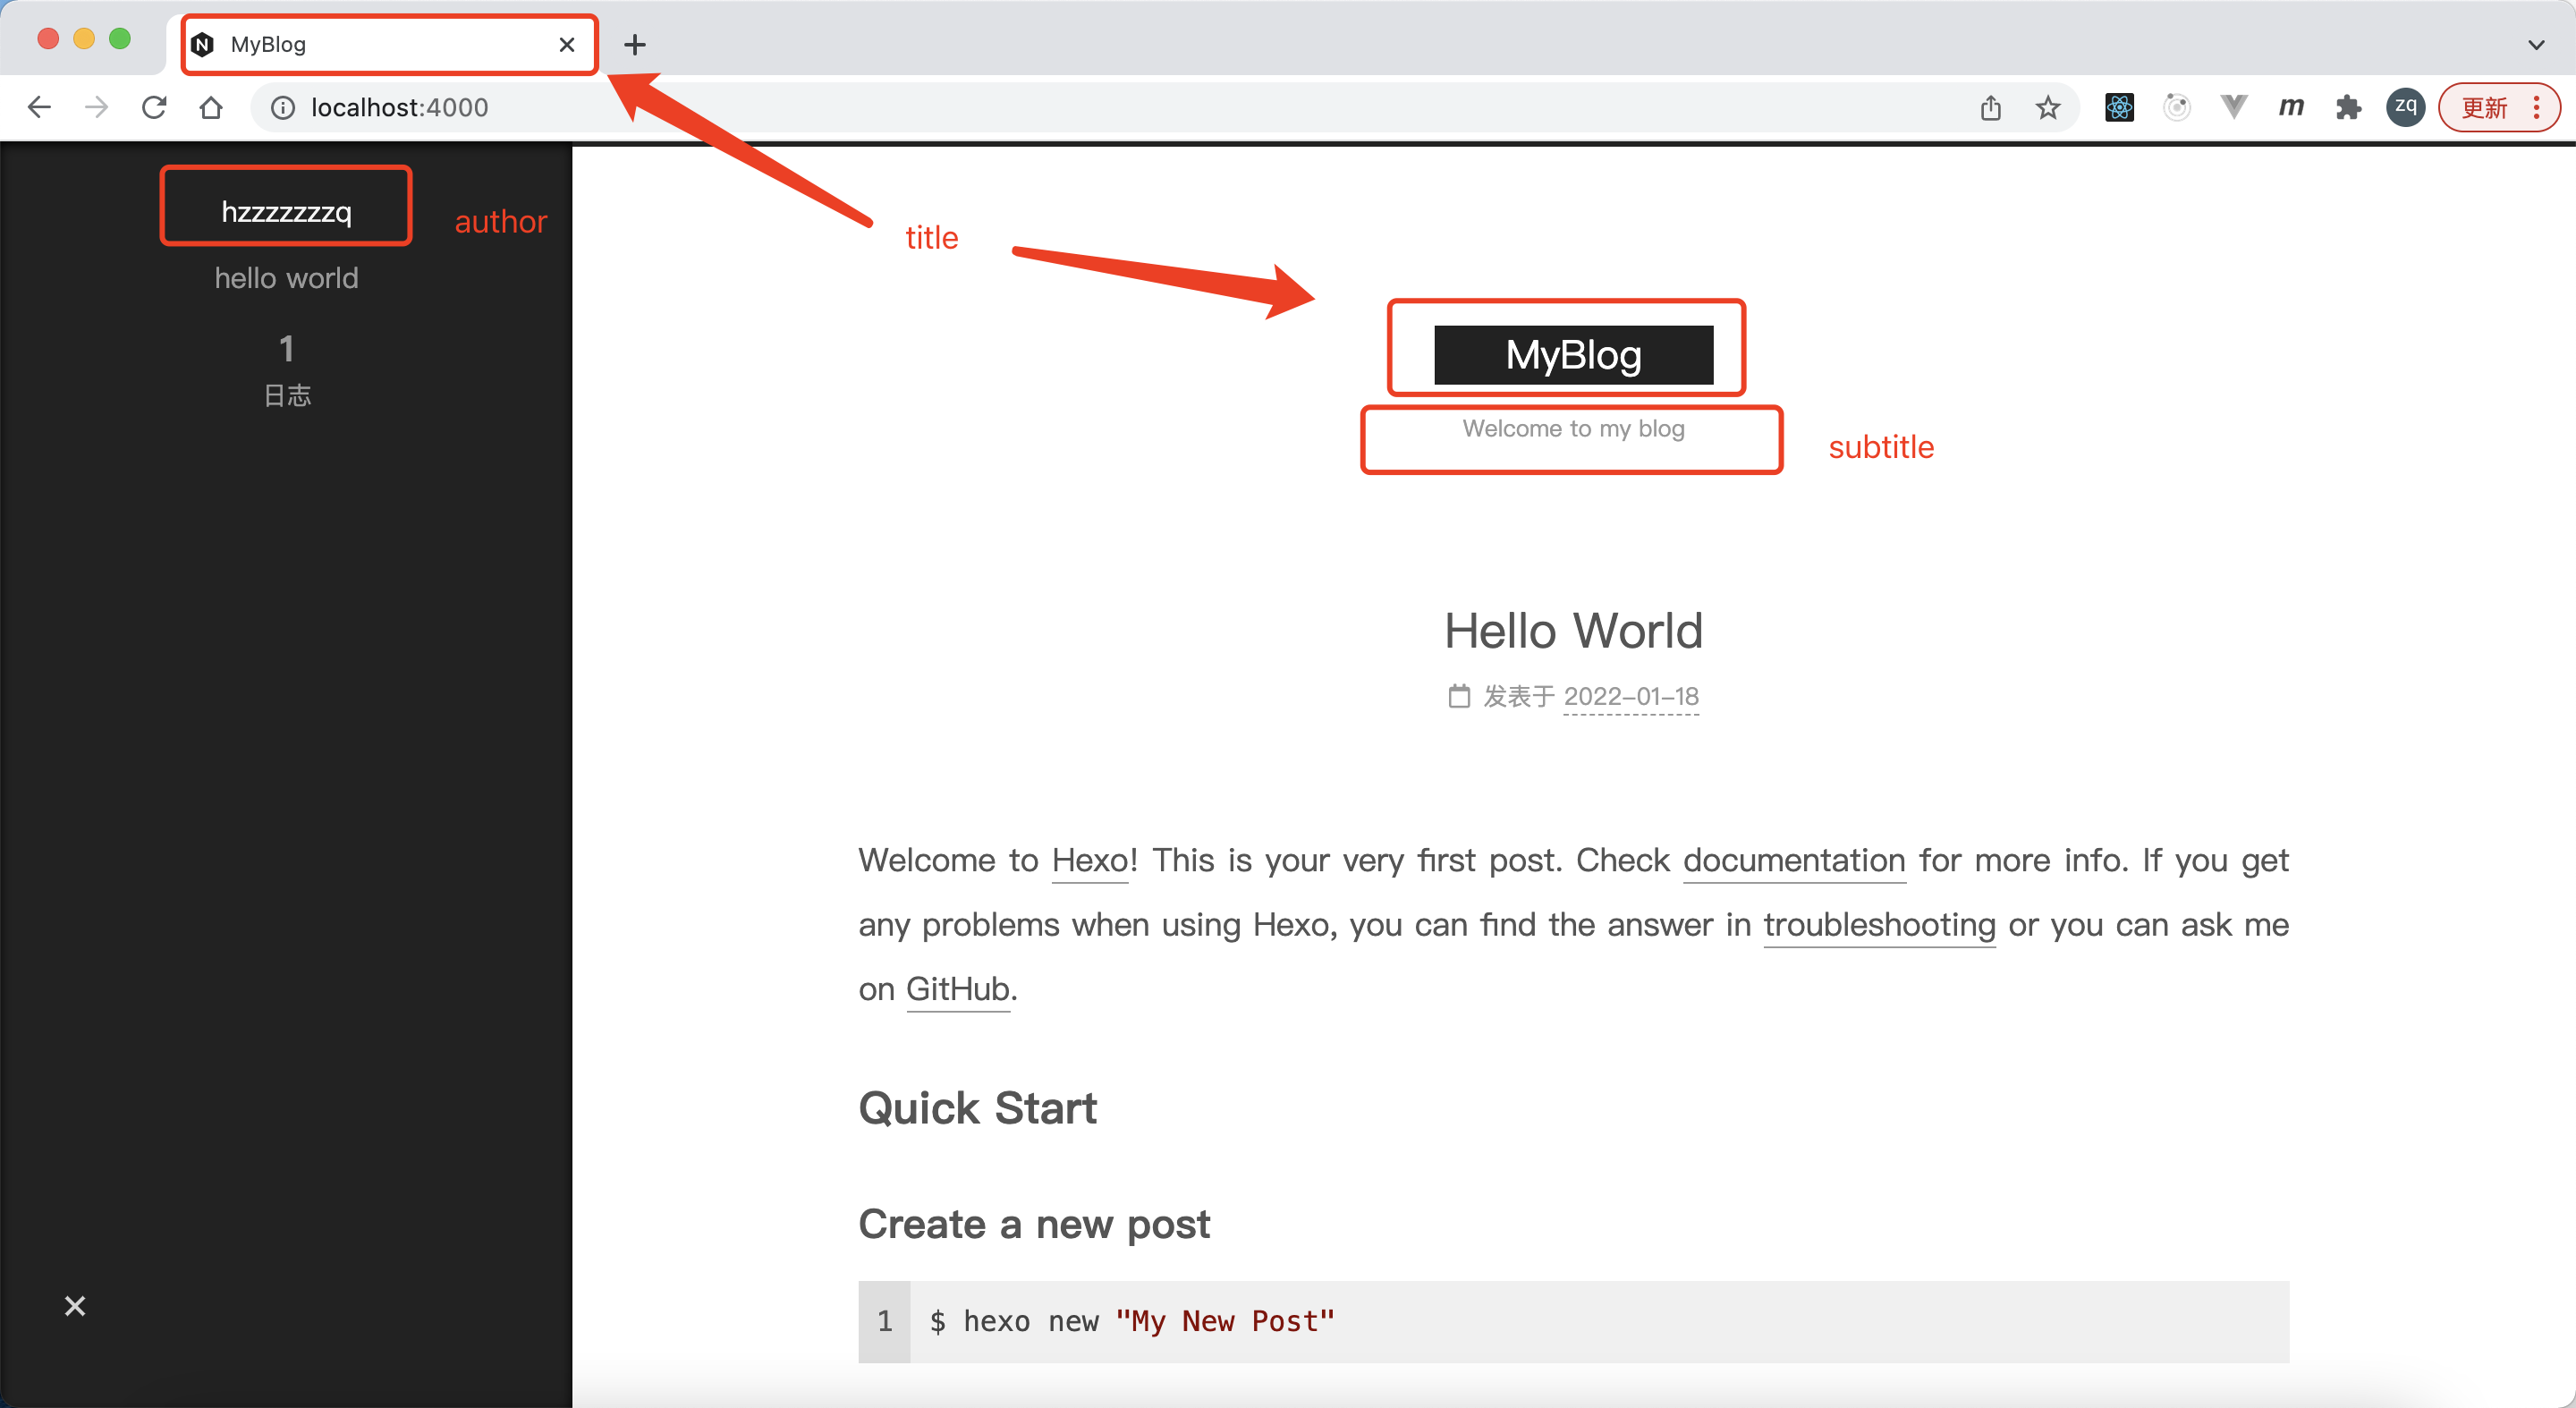 MyBlog
localhost:4000
m
zq
更新
hzzzzzzzq
author
hello world
1
日志
title
MyBlog
Welcome to my blog
subtitle
Hello World
发表于 2022-01-18
Welcome to Hexo! This is your very first post. Check documentation for more info. If you get
any problems when using Hexo, you can find the answer in troubleshooting or you can ask me
on GitHub.
Quick Start
Create a new post
1 $ hexo new "My New Post"